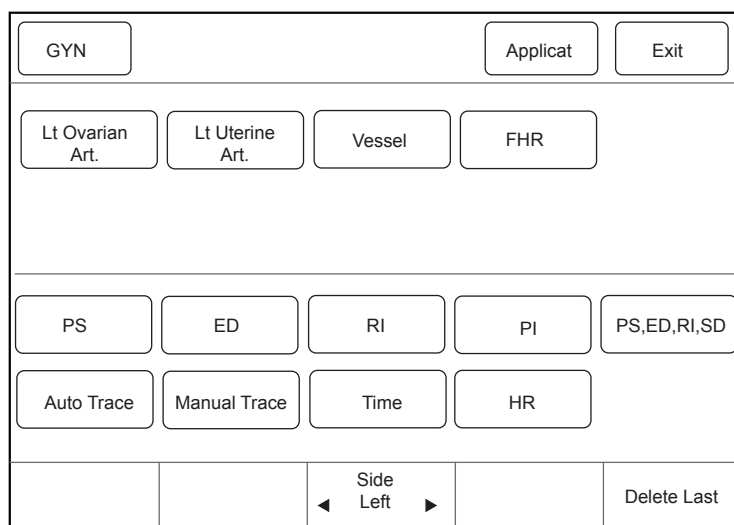 GYN
Applicat
Exit
Lt Ovarian
Art.
Lt Uterine
Art.
Vessel
FHR
PS
ED
RI
PI
PS,ED,RI,SD
Auto Trace
Manual Trace
Time
HR
Side
Left
Delete Last